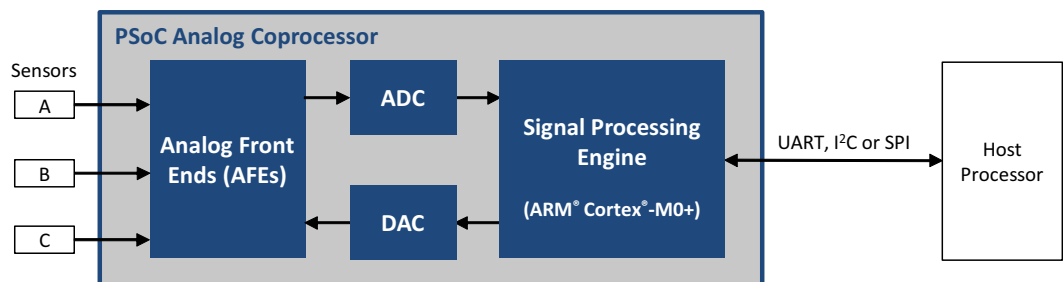 PSoC Analog Coprocessor
Sensors
A
B
C
Analog Front
Ends (AFEs)
ADC
DAC
Signal Processing
Engine
(ARM® Cortex®-M0+)
UART, I²C or SPI
Host
Processor